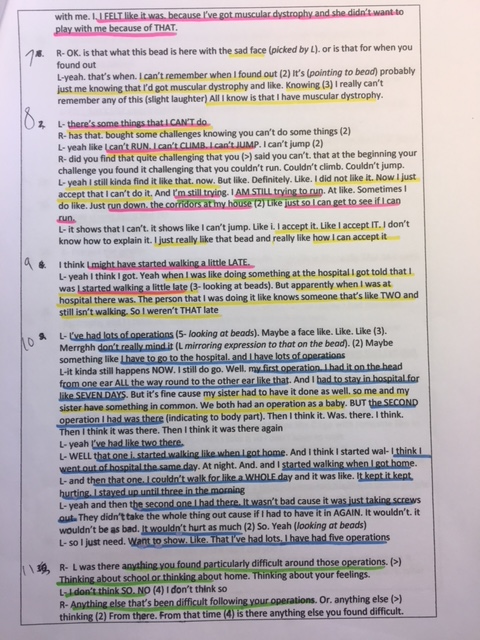 with me. I. I FELT like it was. because I've got muscular dystrophy and she didn't want to
play with me because of THAT.
R- OK. is that what this bead is here with the sad face (picked by L). or is that for when you
found out
L-yeah. that's when. I can't remember when I found out (2) It's (pointing to bead) probably
just me knowing that I'd got muscular dystrophy and like. Knowing (3) I really can't
remember any of this (slight laughter) All I know is that I have muscular dystrophy.
8 7. L- there's some things that I CAN'T do
R- has that. bought some challenges knowing you can't do some things (2)
L- yeah like I can't RUN. I can't CLIMB. I can't JUMP. I can't jump (2)
R- did you find that quite challenging that you (>) said you can't. that at the beginning your
challenge you found it challenging that you couldn't run. Couldn't climb. Couldn't jump.
L- yeah I still kinda find it like that. now. But like. Definitely. Like. I did not like it. Now I just
accept that I can't do it. And I'm still trying. I AM STILL trying to run. At like. Sometimes I
do like. Just run down. the corridors at my house (2) Like just so I can get to see if I can
run.
L- it shows that I can't. it shows like I can't jump. Like i. I accept it. Like I accept IT. I don't
know how to explain it. I just really like that bead and really like how I can accept it
9 8. I think I might have started walking a little LATE.
L- yeah I think I got. Yeah when I was like doing something at the hospital I got told that I
was I started walking a little late (3- looking at beads). But apparently when I was at
hospital there was. The person that I was doing it like knows someone that's like TWO and
still isn't walking. So I weren't THAT late
10 9. L- I've had lots of operations (5- looking at beads). Maybe a face like. Like. Like (3).
Merrghh don't really mind it (L mirroring expression to that on the bead). (2) Maybe
something like I have to go to the hospital. and I have lots of operations
L-it kinda still happens NOW. I still do go. Well. my first operation. I had it on the head
from one ear ALL the way round to the other ear like that. And I had to stay in hospital for
like SEVEN DAYS. But it's fine cause my sister had to have it done as well. so me and my
sister have something in common. We both had an operation as a baby. BUT the SECOND
operation I had was there (indicating to body part). Then I think it. Was. there. I think.
Then I think it was there. Then I think it was there again
L- yeah I've had like two there.
L- WELL that one i. started walking like when I got home. And I think I started wal- I think I
went out of hospital the same day. At night. And. and I started walking when I got home.
L- and then that one. I couldn't walk for like a WHOLE day and it was like. It kept it kept
hurting. I stayed up until three in the morning
L- yeah and then the second one I had there. It wasn't bad cause it was just taking screws
out. They didn't take the whole thing out cause if I had to have it in AGAIN. It wouldn't. it
wouldn't be as bad. It wouldn't hurt as much (2) So. Yeah (looking at beads)
L- so I just need. Want to show. Like. That I've had lots. I have had five operations
11 10. R- L was there anything you found particularly difficult around those operations. (>)
Thinking about school or thinking about home. Thinking about your feelings.
L- I don't think SO. NO (4) I don't think so
R- Anything else that's been difficult following your operations. Or. anything else (>)
thinking (2) From there. From that time (4) is there anything else you found difficult.